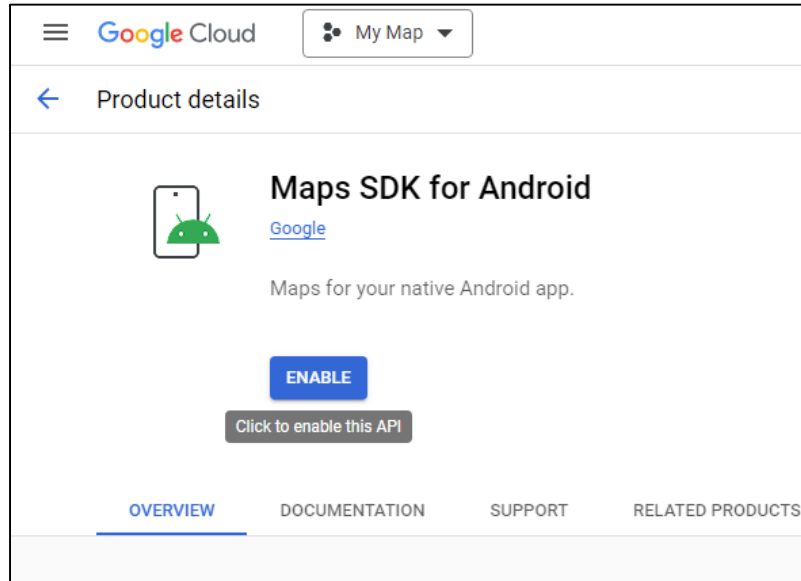 Google Cloud My Map
Product details
Maps SDK for Android
Google
Maps for your native Android app.
ENABLE
Click to enable this API
OVERVIEW DOCUMENTATION SUPPORT RELATED PRODUCTS